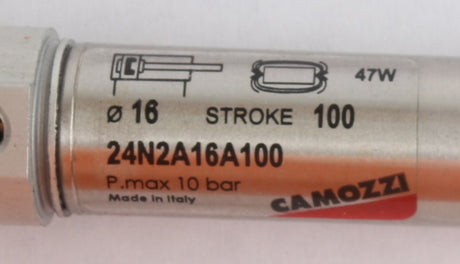 47W
ø 16 STROKE 100
24N2A16A100
P.max 10 bar
Made in Italy
CAMOZZI